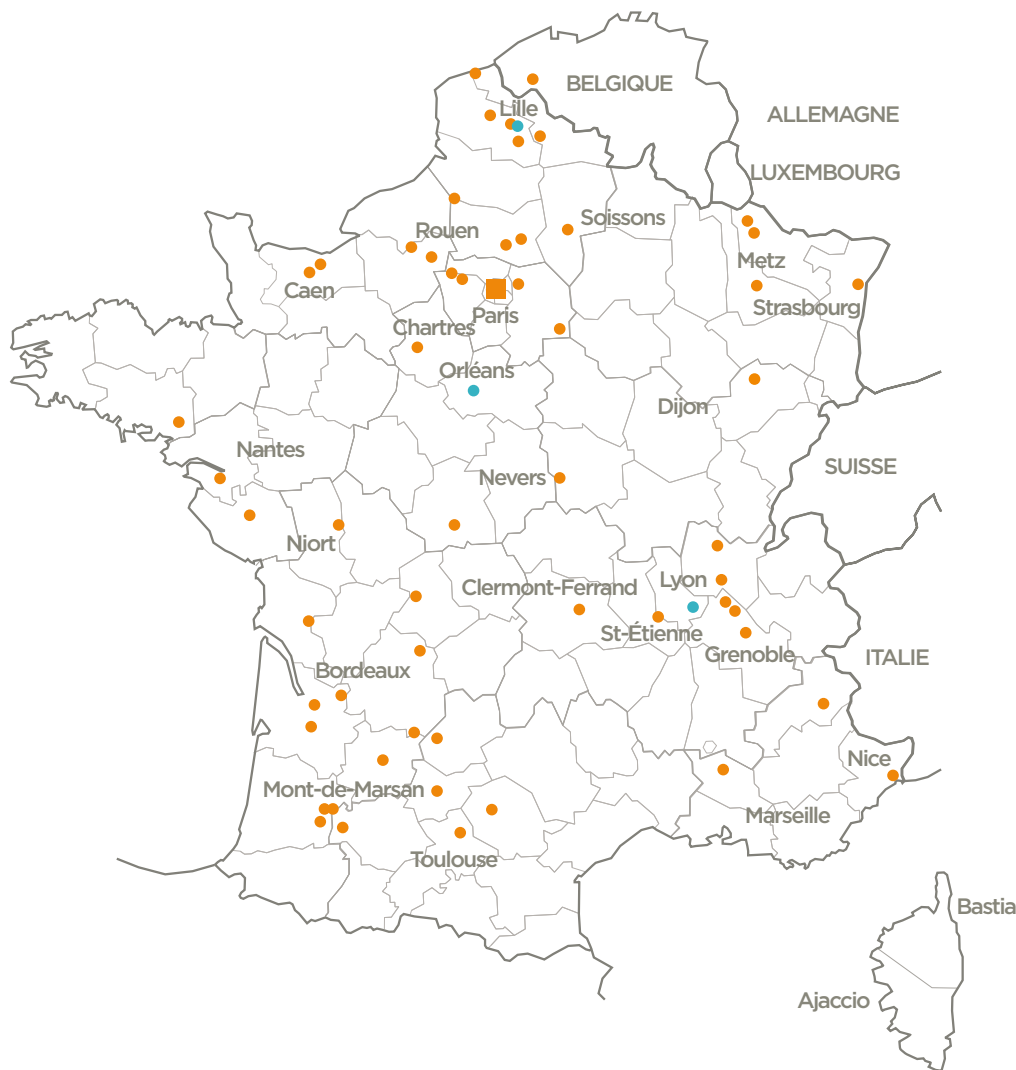 BELGIQUE
Lille
ALLEMAGNE
LUXEMBOURG
Soissons
Rouen
Metz
Caen
Strasbourg
Paris
Chartres
Orléans
Dijon
Nantes
SUISSE
Nevers
Niort
Lyon
Clermont-Ferrand
St-Étienne
Grenoble
ITALIE
Bordeaux
Nice
Mont-de-Marsan
Marseille
Toulouse
Bastia
Ajaccio